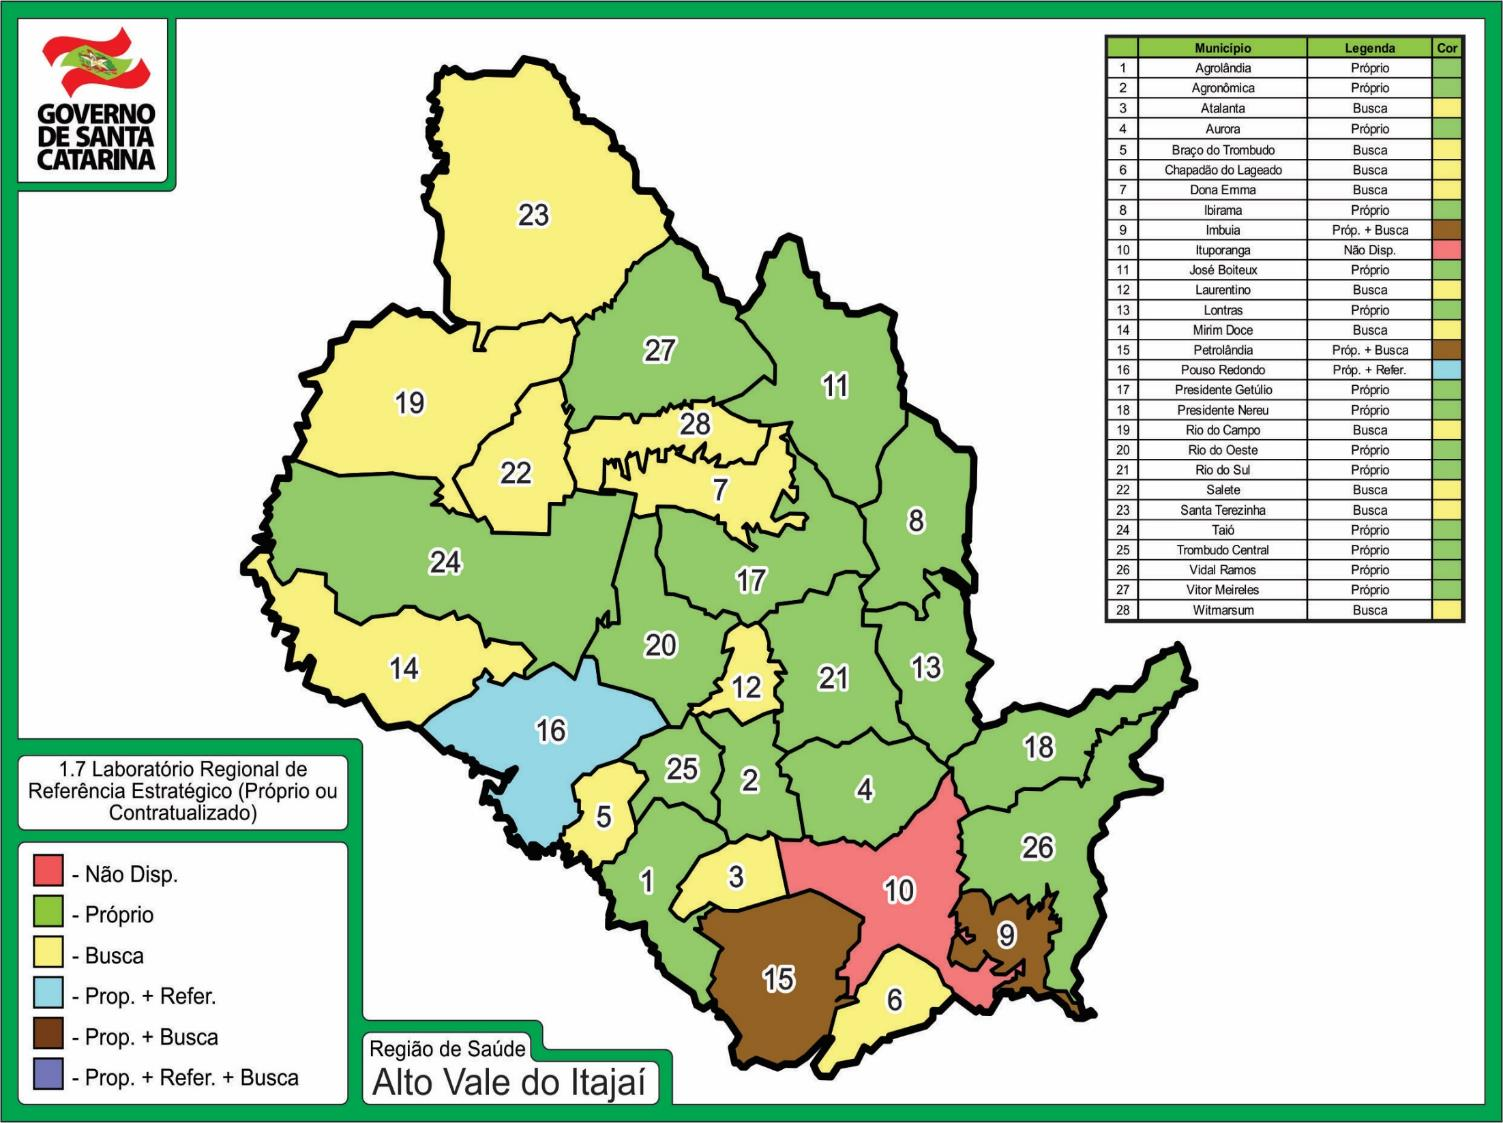 GOVERNO
DE SANTA
CATARINA
Município Legenda Cor
1 Agrolândia Próprio
2 Agronômica Próprio
3 Atalanta Busca
4 Aurora Próprio
5 Braço do Trombudo Busca
6 Chapadão do Lageado Busca
7 Dona Emma Busca
8 Ibirama Próprio
9 Imbuia Próp. + Busca
10 Ituporanga Não Disp.
11 José Boiteux Próprio
12 Laurentino Busca
13 Lontras Próprio
14 Mirim Doce Busca
15 Petrolândia Próp. + Busca
16 Pouso Redondo Próp. + Refer.
17 Presidente Getúlio Próprio
18 Presidente Nereu Próprio
19 Rio do Campo Busca
20 Rio do Oeste Próprio
21 Rio do Sul Próprio
22 Salete Busca
23 Santa Terezinha Busca
24 Taió Próprio
25 Trombudo Central Próprio
26 Vidal Ramos Próprio
27 Vitor Meireles Próprio
28 Witmarsum Busca
23
27
11
19
28
22
7
8
24
17
20
14
12
21
13
16
18
25
2
4
5
26
1
3
10
9
15
6
1.7 Laboratório Regional de
Referência Estratégico (Próprio ou
Contratualizado)
- Não Disp.
- Próprio
- Busca
- Prop. + Refer.
- Prop. + Busca
- Prop. + Refer. + Busca
Região de Saúde
Alto Vale do Itajaí